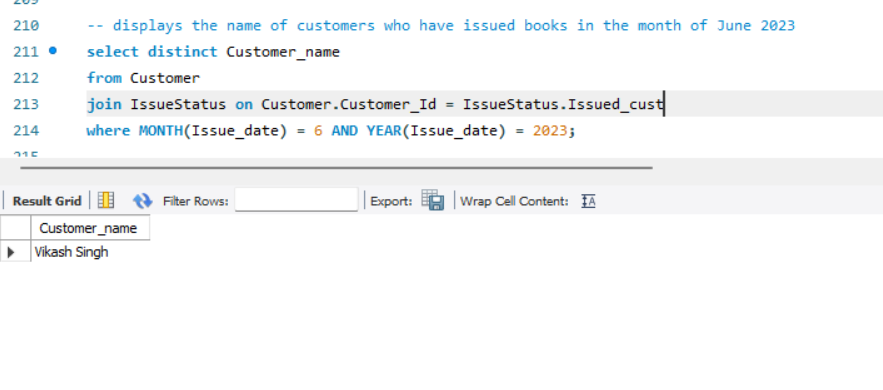 209
210 -- displays the name of customers who have issued books in the month of June 2023
211 select distinct Customer_name
212 from Customer
213 join IssueStatus on Customer.Customer_Id = IssueStatus.Issued_cust
214 where MONTH(Issue_date) = 6 AND YEAR(Issue_date) = 2023;
215
Result Grid Filter Rows: Export: Wrap Cell Content: IA
Customer_name
Vikash Singh